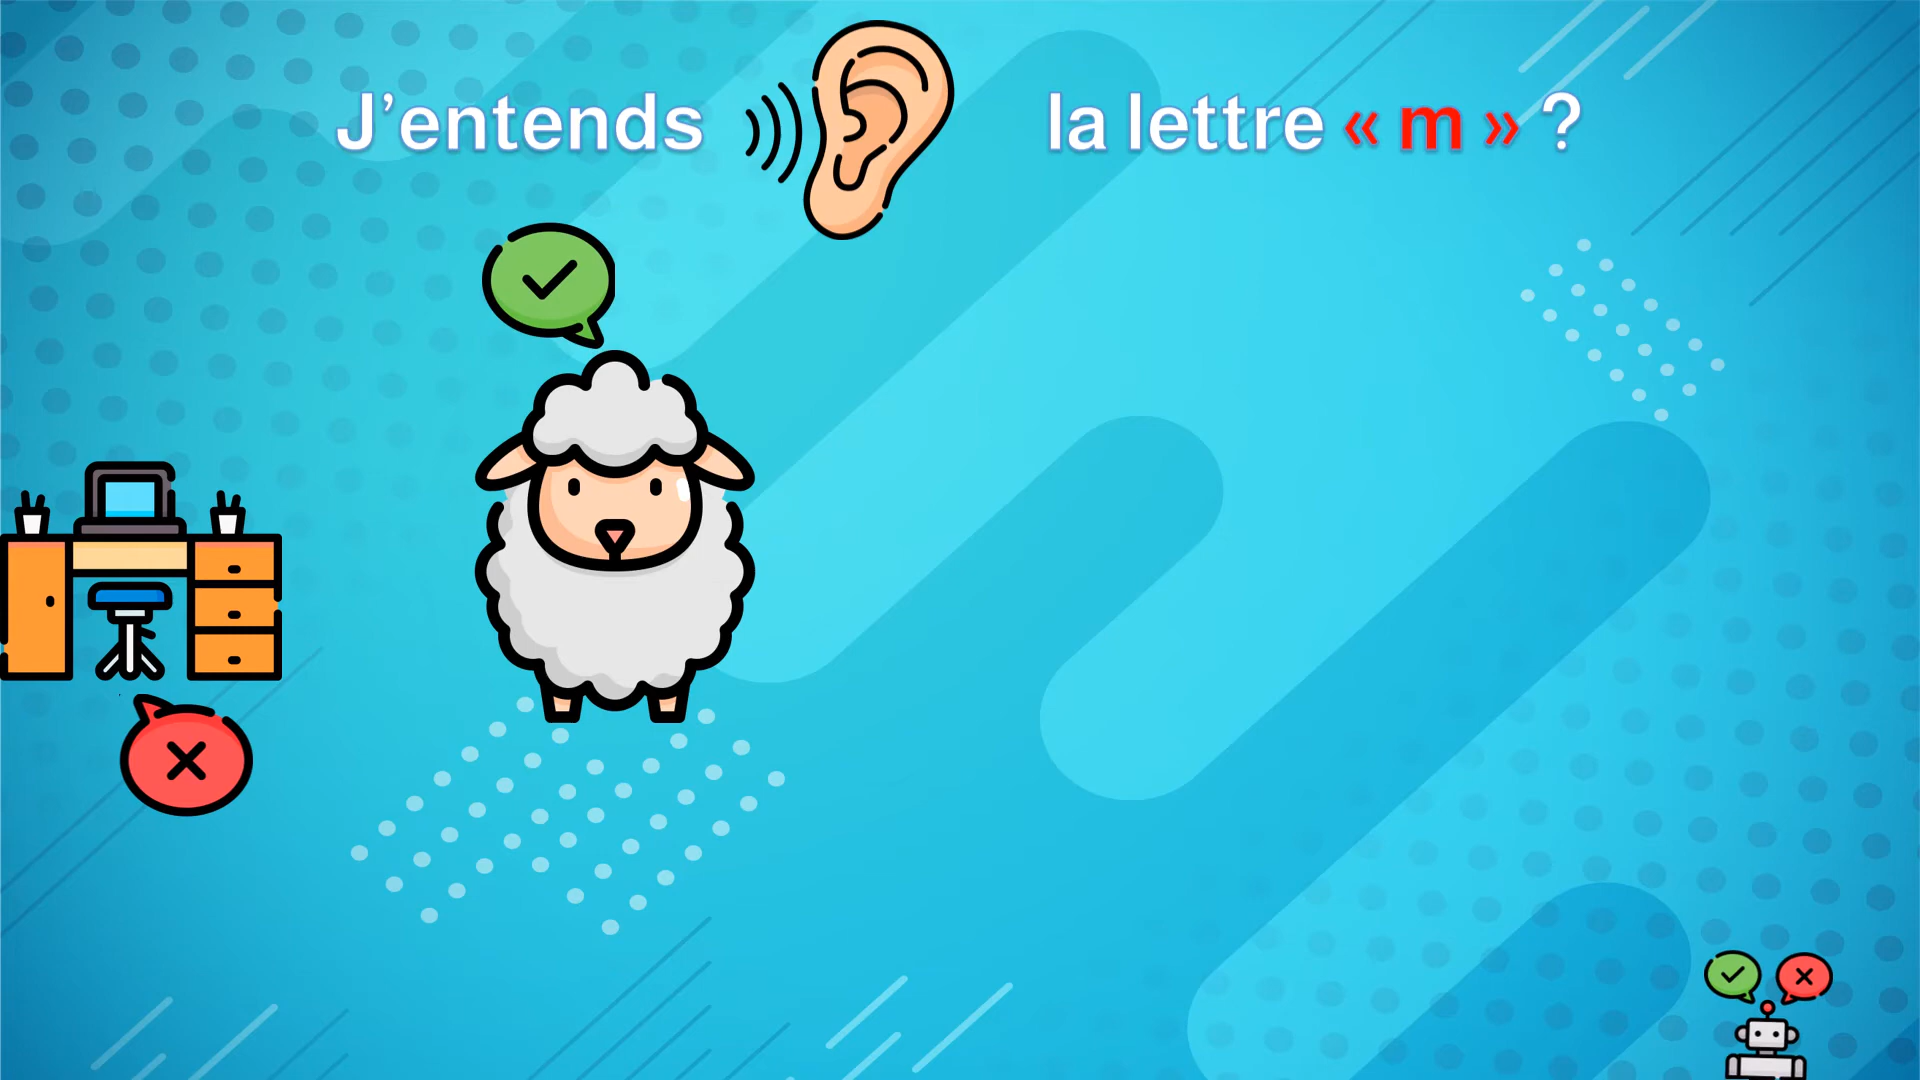 J’entends la lettre « m » ?